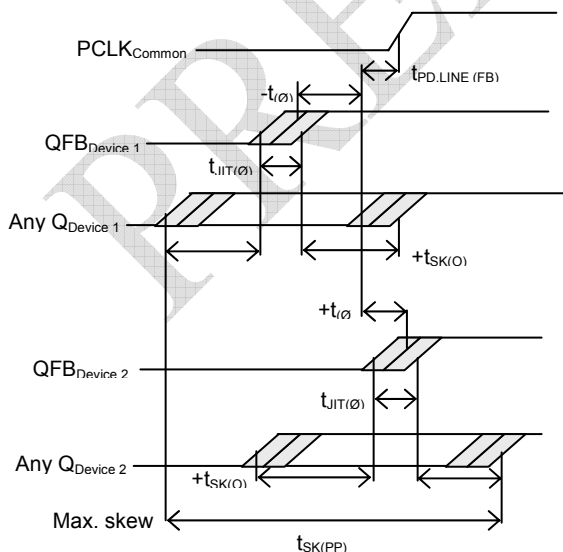 PCLKCommon
tPD.LINE (FB)
-t(Ø)
QFBDevice 1
tJIT(Ø)
Any QDevice 1
+tSK(O)
+t(Ø
QFBDevice 2
tJIT(Ø)
Any QDevice 2
+tSK(O)
Max. skew
tSK(PP)
PRE